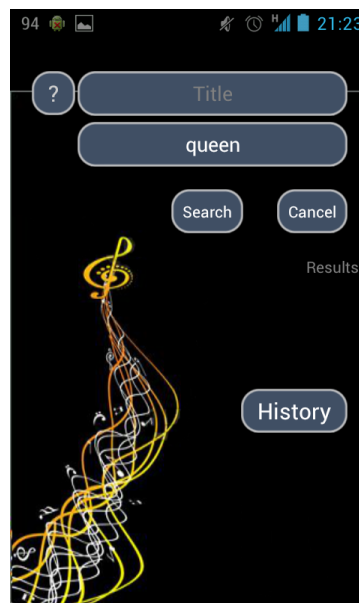 94 H 21:23
? Title
queen
Search Cancel
Results
History